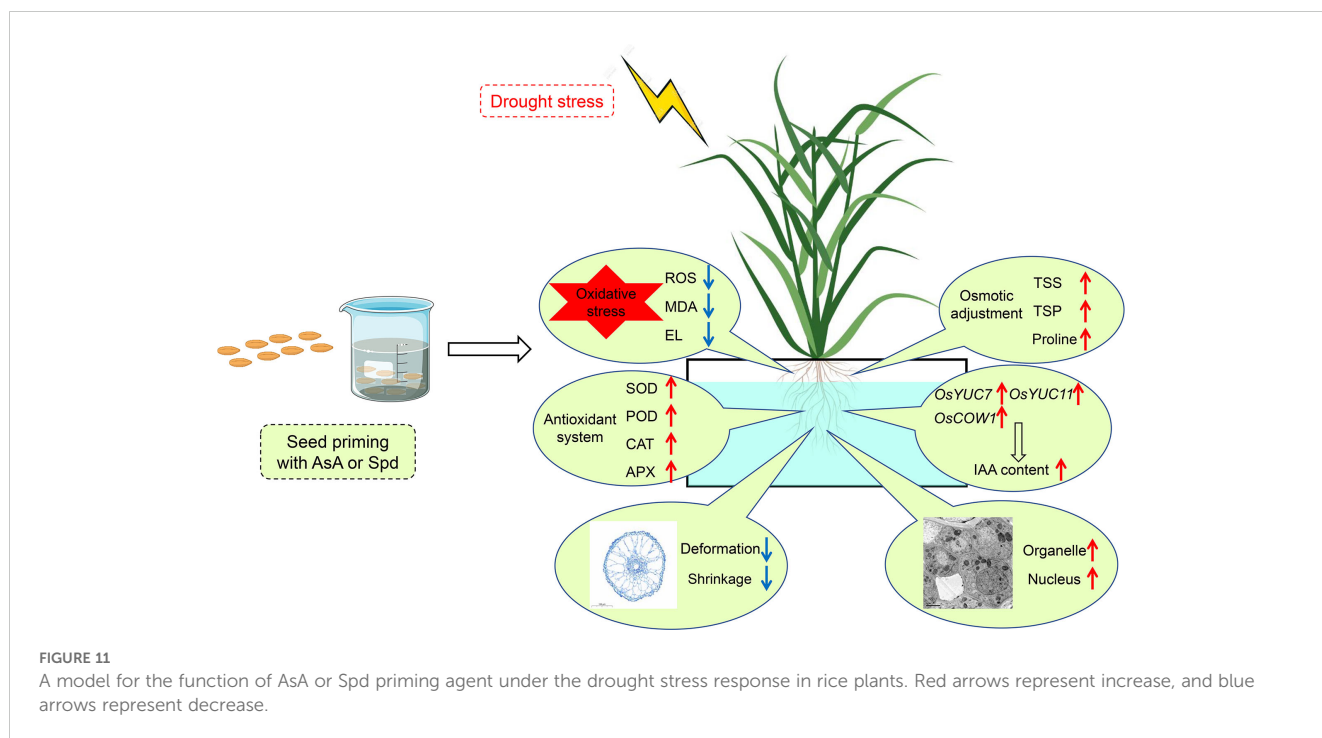 Drought stress
Oxidative
stress
ROS
MDA
EL
Osmotic
adjustment
TSS
TSP
Proline
Antioxidant
system
SOD
POD
CAT
APX
OsYUC7 OsYUC11
OsCOW1
IAA content
Seed priming
with AsA or Spd
Deformation
Shrinkage
Organelle
Nucleus
FIGURE 11
A model for the function of AsA or Spd priming agent under the drought stress response in rice plants. Red arrows represent increase, and blue
arrows represent decrease.